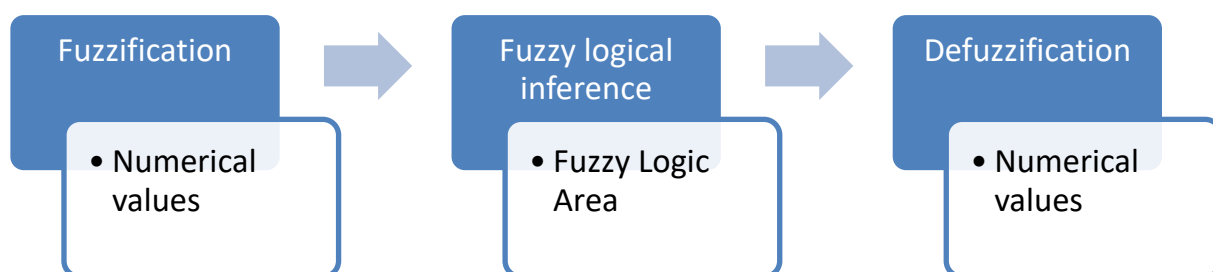 Fuzzification
• Numerical
values
Fuzzy logical
inference
• Fuzzy Logic
Area
Defuzzification
• Numerical
values